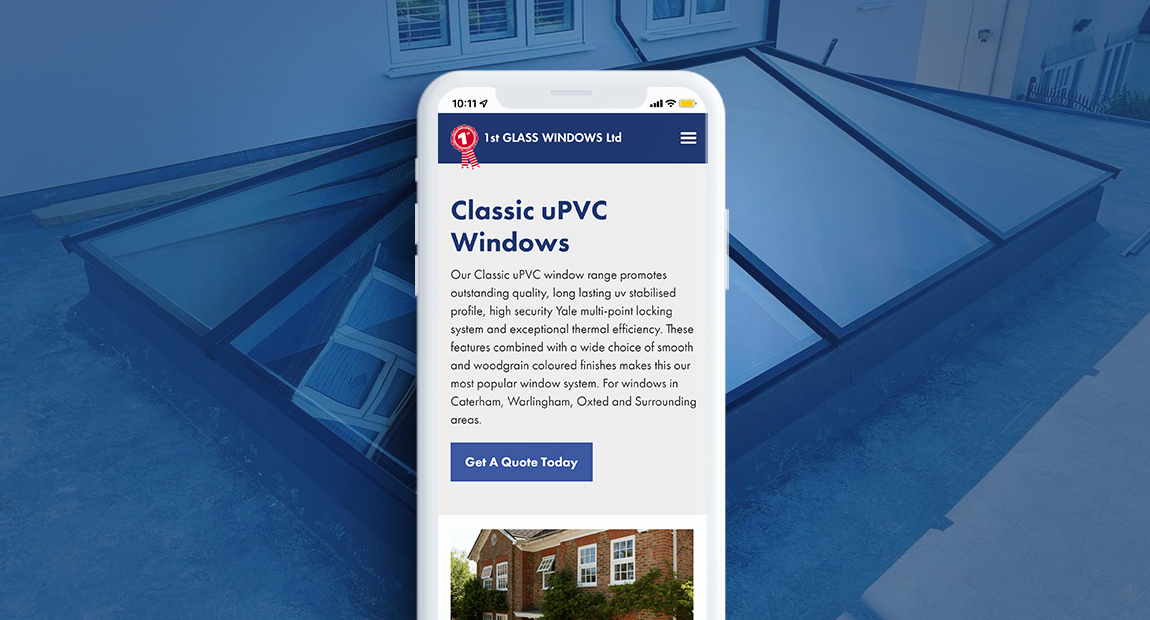 10:11
1st
1st GLASS WINDOWS Ltd
Classic uPVC
Windows
Our Classic uPVC window range promotes
outstanding quality, long lasting uv stabilised
profile, high security Yale multi-point locking
system and exceptional thermal efficiency. These
features combined with a wide choice of smooth
and woodgrain coloured finishes makes this our
most popular window system. For windows in
Caterham, Warlingham, Oxted and Surrounding
areas.
Get A Quote Today